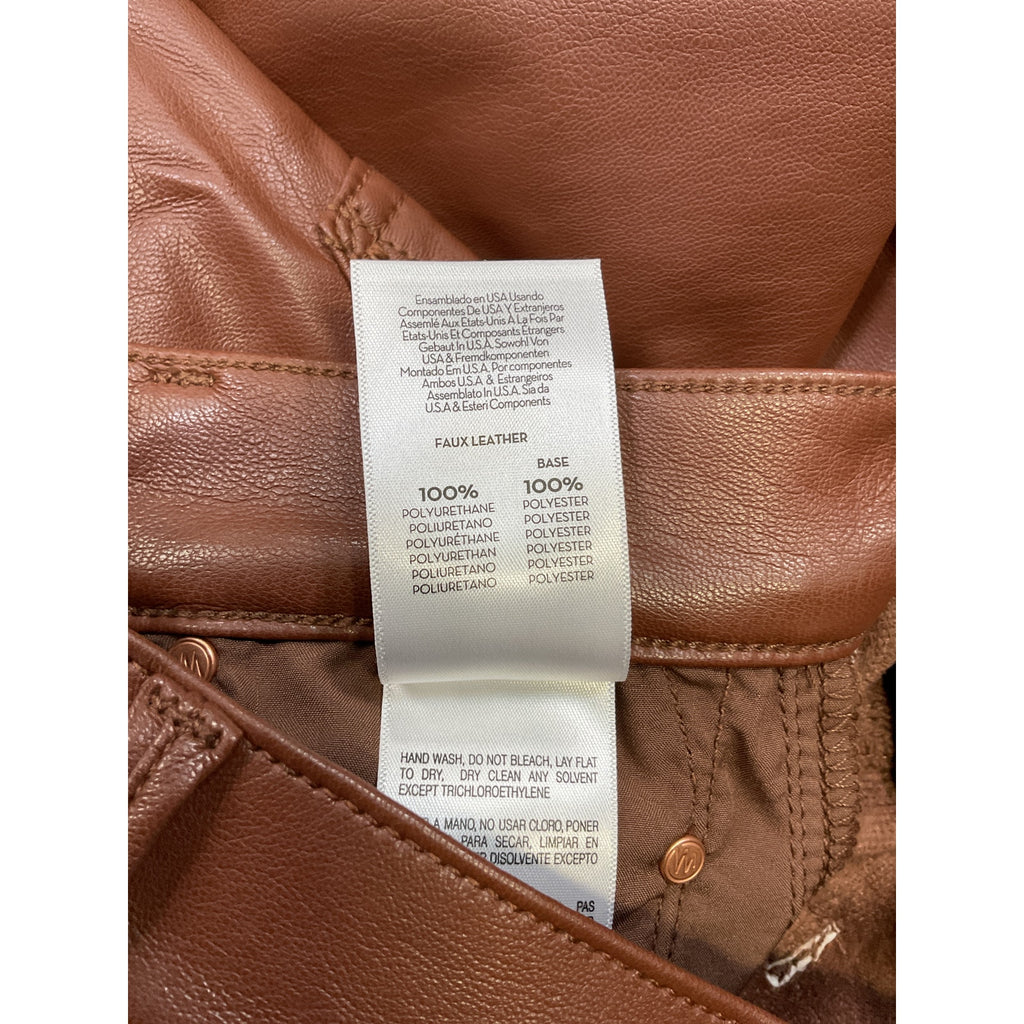 Ensamblado en USA Usando
Componentes De USA Y Extranjeros
Assemlé Aux Etats-Unis A La Fois Par
Etats-Unis Et Composants Etrangers
Gebaut In U.S.A. Sowohl Von
USA & Fremdkomponenten
Montado Em U.S.A. Por componentes
Ambos U.S.A & Estrangeiros
Assemblato In U.S.A. Sia da
U.S.A & Esteri Components
FAUX LEATHER
BASE
100% 100%
POLYURETHANE POLYESTER
POLIURETANO POLYESTER
POLYURÉTHANE POLYESTER
POLYURETHAN POLYESTER
POLIURETANO POLYESTER
POLIURETANO POLYESTER
HAND WASH, DO NOT BLEACH, LAY FLAT
TO DRY, DRY CLEAN ANY SOLVENT
EXCEPT TRICHLOROETHYLENE
A MANO, NO USAR CLORO, PONER
PARA SECAR, LIMPIAR EN
DISOLVENTE EXCEPTO
PAS